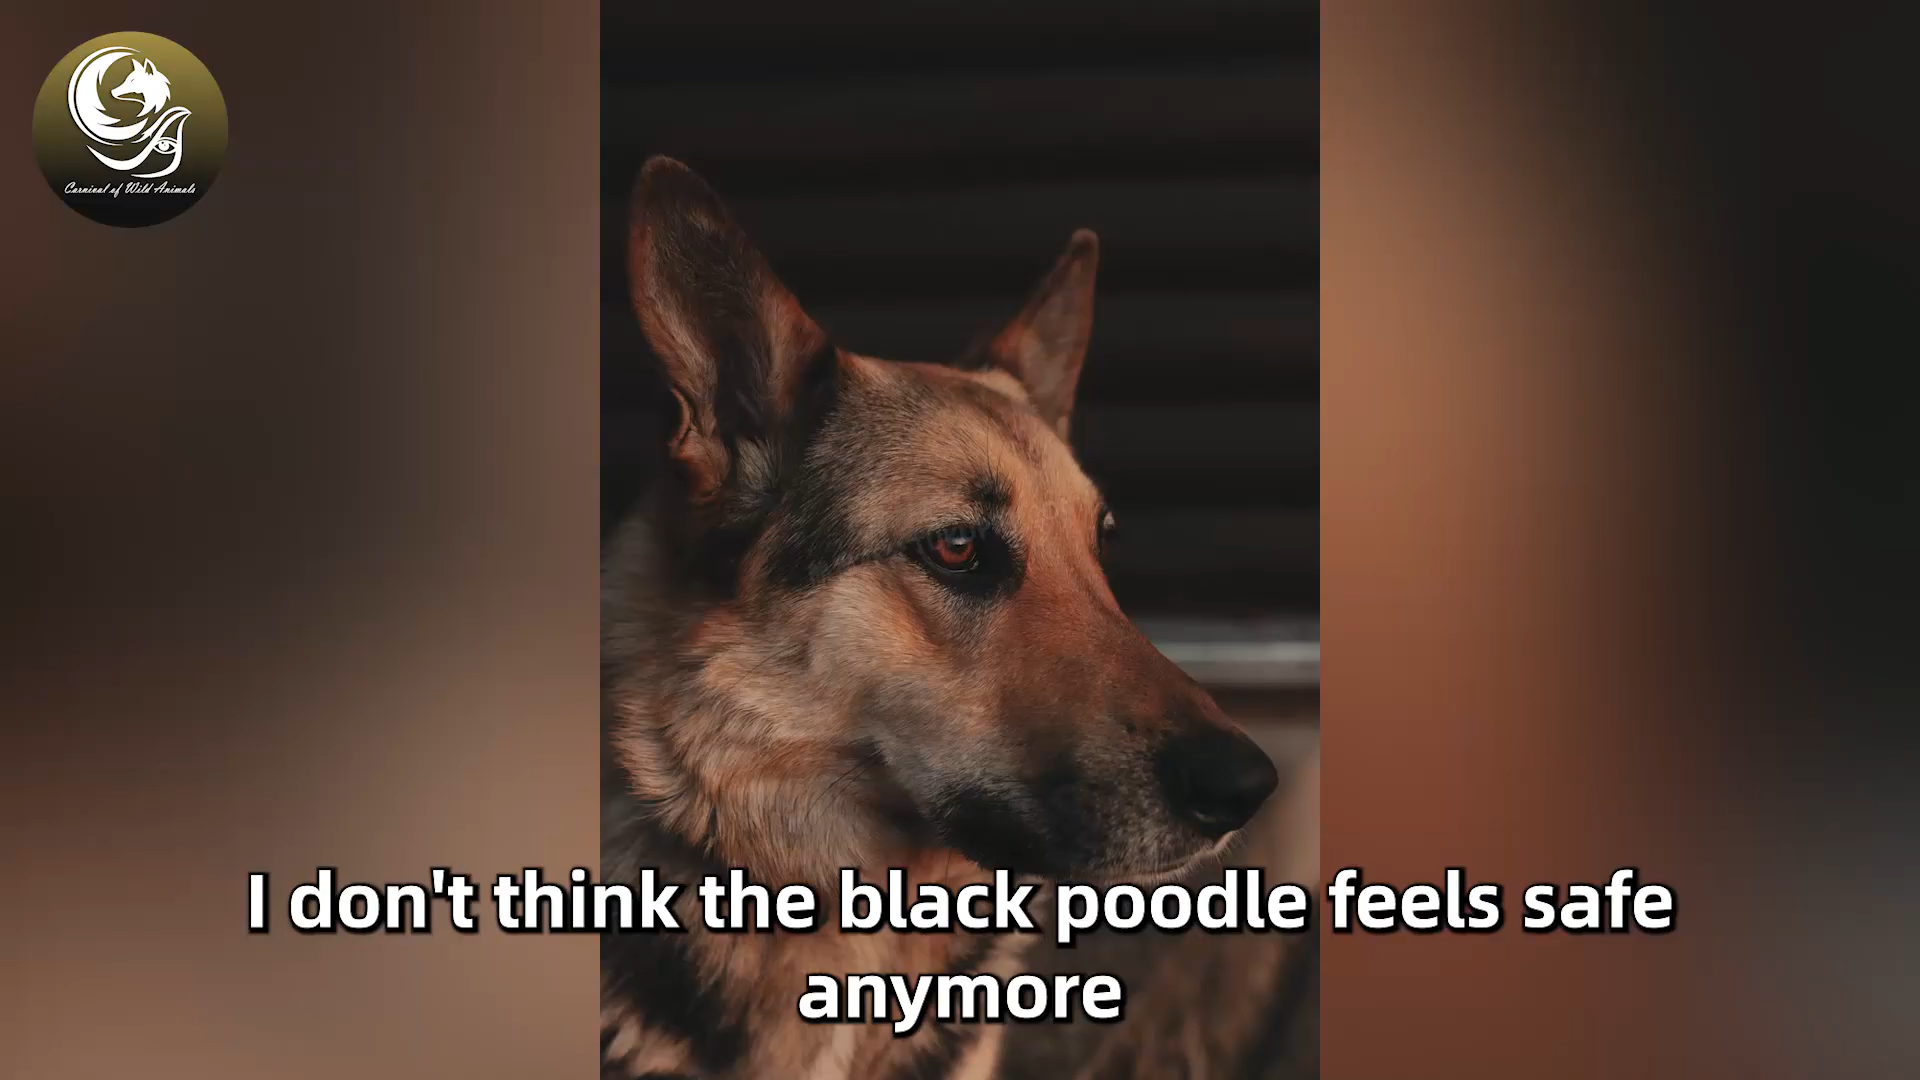 Carnival of Wild Animals
I don't think the black poodle feels safe
anymore